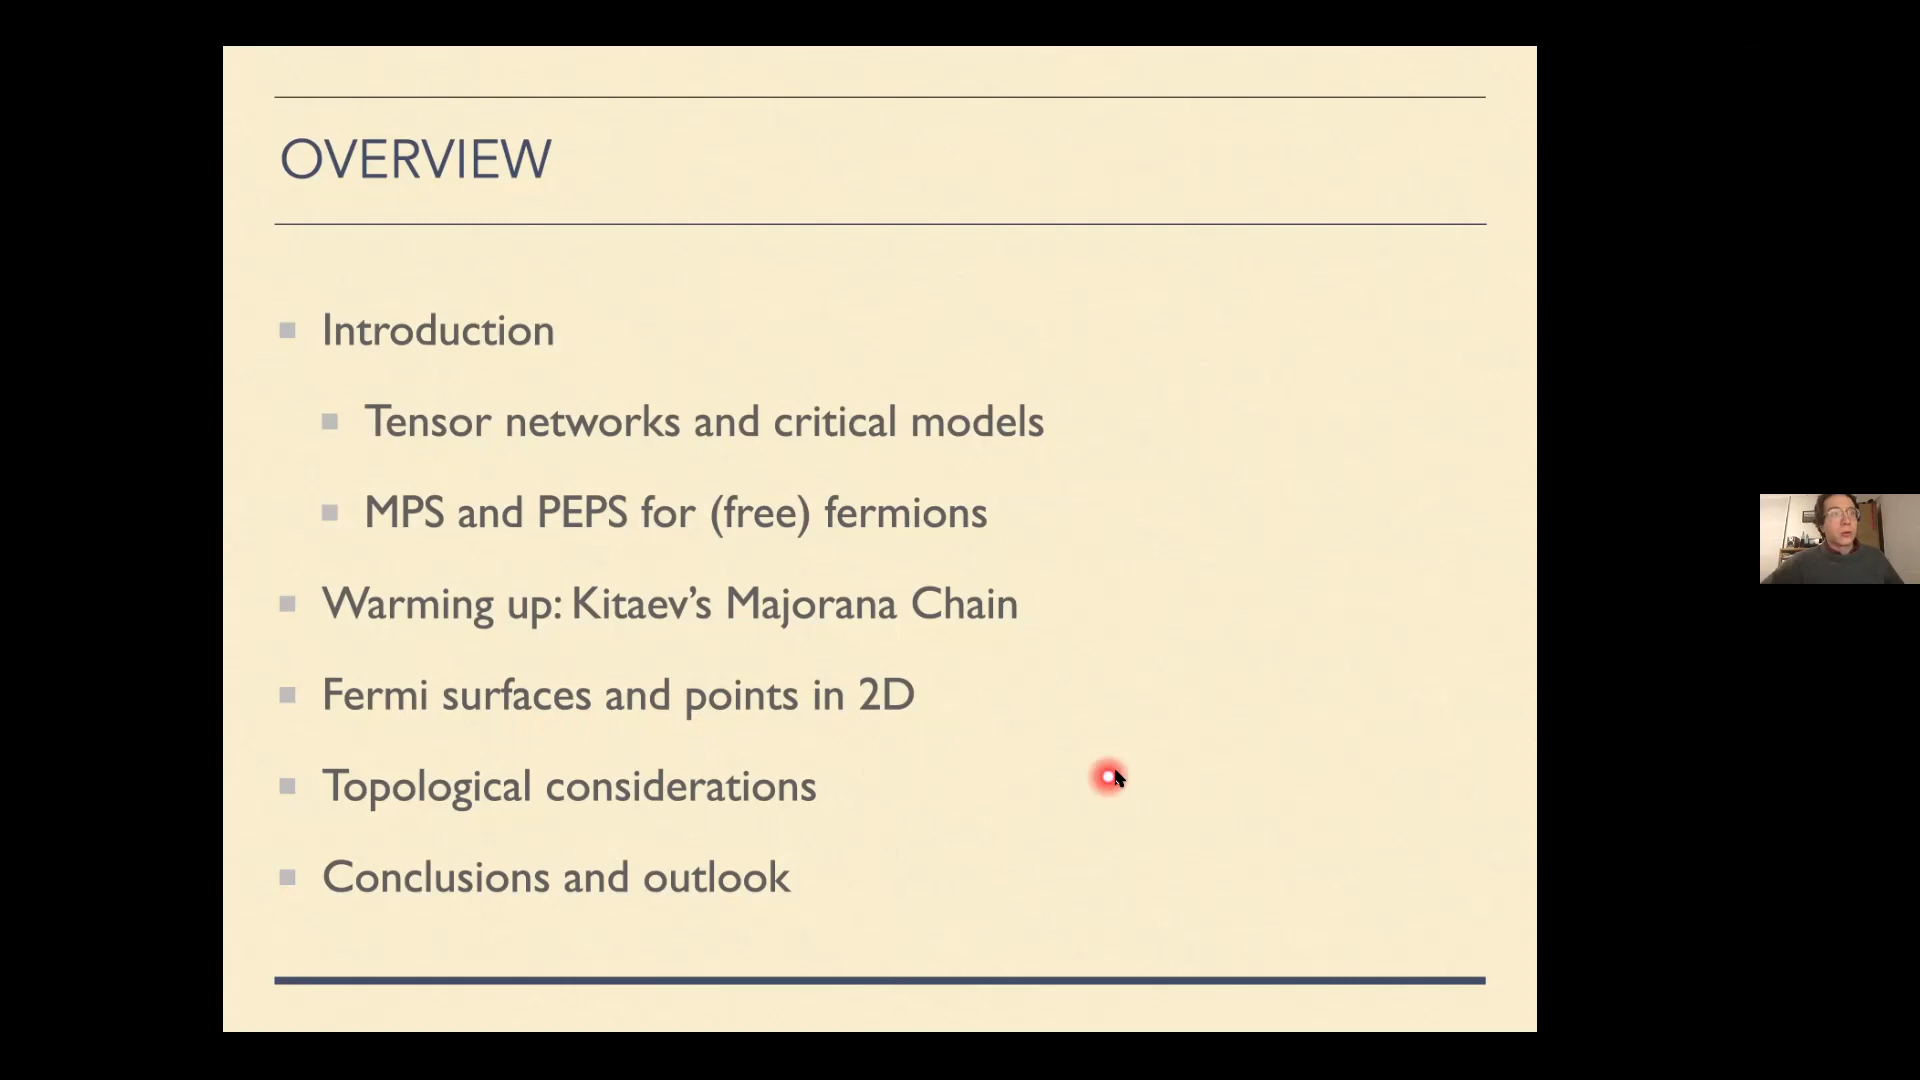 OVERVIEW
Introduction
Tensor networks and critical models
MPS and PEPS for (free) fermions
Warming up: Kitaev’s Majorana Chain
Fermi surfaces and points in 2D
Topological considerations
Conclusions and outlook